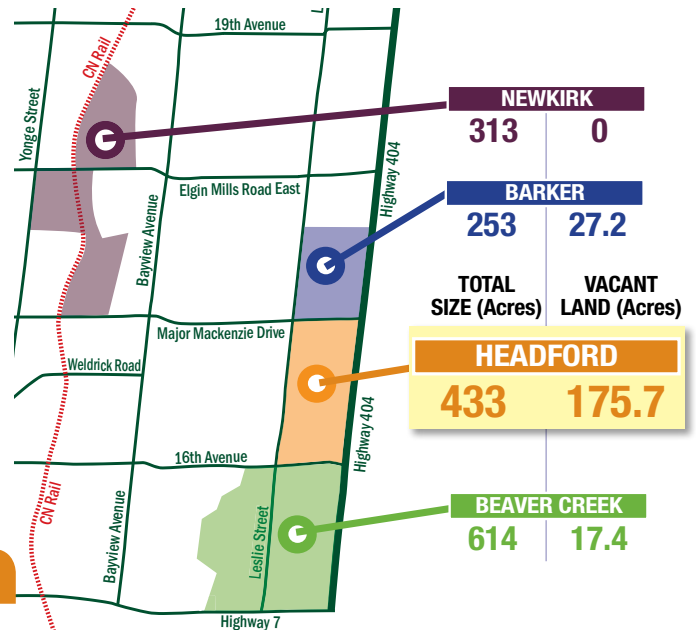 19th Avenue
CN Rail
Yonge Street
NEWKIRK
313 0
Highway 404
Elgin Mills Road East
BARKER
253 27.2
Bayview Avenue
TOTAL VACANT
SIZE (Acres) LAND (Acres)
Major Mackenzie Drive
HEADFORD
433 175.7
Weldrick Road
Highway 404
16th Avenue
CN Rail
Bayview Avenue
Leslie Street
BEAVER CREEK
614 17.4
Highway 7